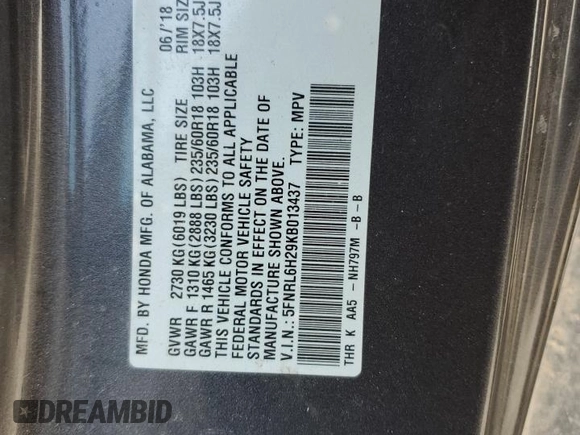 MFD. BY HONDA MFG. OF ALABAMA, LLC 06/'18
GVWR 2730 KG(6019 LBS) TIRE SIZE RIM SIZ
GAWR F 1310 KG(2888 LBS)235/60R18 103H 18X7.5J
GAWR R 1465 KG(3230 LBS)235/60R18 103H 18X7.5J
THIS VEHICLE CONFORMS TO ALL APPLICABLE
FEDERAL MOTOR VEHICLE SAFETY
STANDARDS IN EFFECT ON THE DATE OF
MANUFACTURE SHOWN ABOVE.
V.I.N.: 5FNRL6H29KB013437 TYPE: MPV
THR K AA5 - NH797M -B -B
DREAMBID